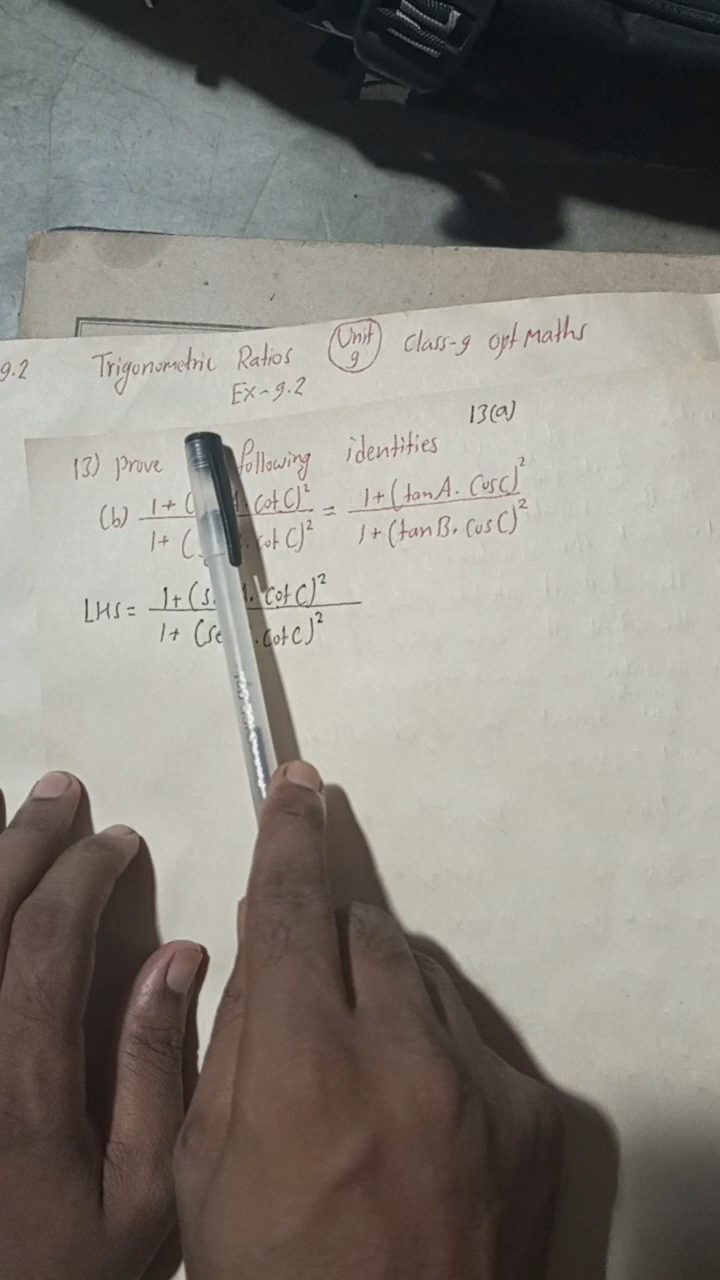 9.2 Trigonometric Ratios Unit 9 Class-9 opt Maths
Ex-9.2
13(a)
13) prove following identities
(b) 1+( . cot C)² / 1+ ( . cot C)² = 1+(tan A. Cos C)² / 1+(tan B. Cos C)²
LHS = 1+(s . cot C)² / 1+ (se .cot C)²